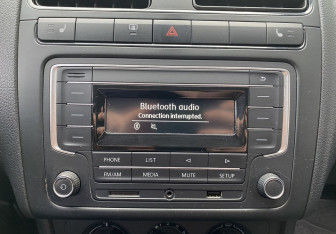 Bluetooth audio
Connection interrupted.
PHONE LIST
FM/AM MEDIA MUTE SETUP